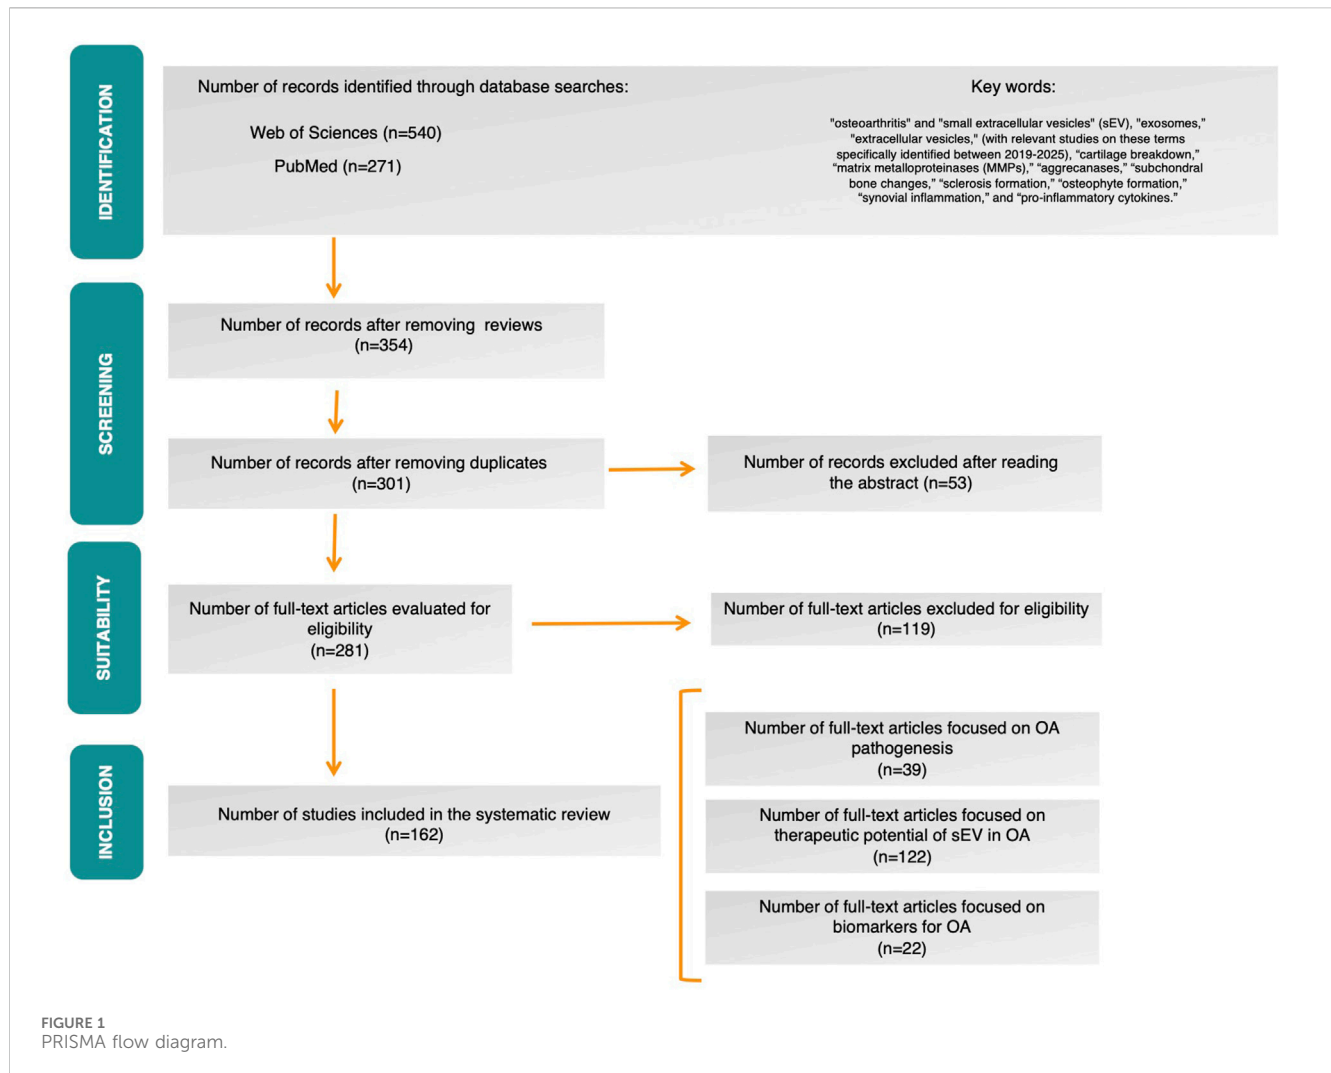 IDENTIFICATION
Number of records identified through database searches:
Web of Sciences (n=540)
PubMed (n=271)
Key words:
"osteoarthritis" and "small extracellular vesicles" (sEV), "exosomes,"
"extracellular vesicles," (with relevant studies on these terms
specifically identified between 2019-2025), “cartilage breakdown,”
“matrix metalloproteinases (MMPs),” “aggrecanases,” “subchondral
bone changes,” “sclerosis formation,” “osteophyte formation,”
“synovial inflammation,” and “pro-inflammatory cytokines.”
SCREENING
Number of records after removing reviews
(n=354)
Number of records after removing duplicates
(n=301)
Number of records excluded after reading
the abstract (n=53)
SUITABILITY
Number of full-text articles evaluated for
eligibility
(n=281)
Number of full-text articles excluded for eligibility
(n=119)
INCLUSION
Number of studies included in the systematic review
(n=162)
Number of full-text articles focused on OA
pathogenesis
(n=39)
Number of full-text articles focused on
therapeutic potential of sEV in OA
(n=122)
Number of full-text articles focused on
biomarkers for OA
(n=22)
FIGURE 1
PRISMA flow diagram.